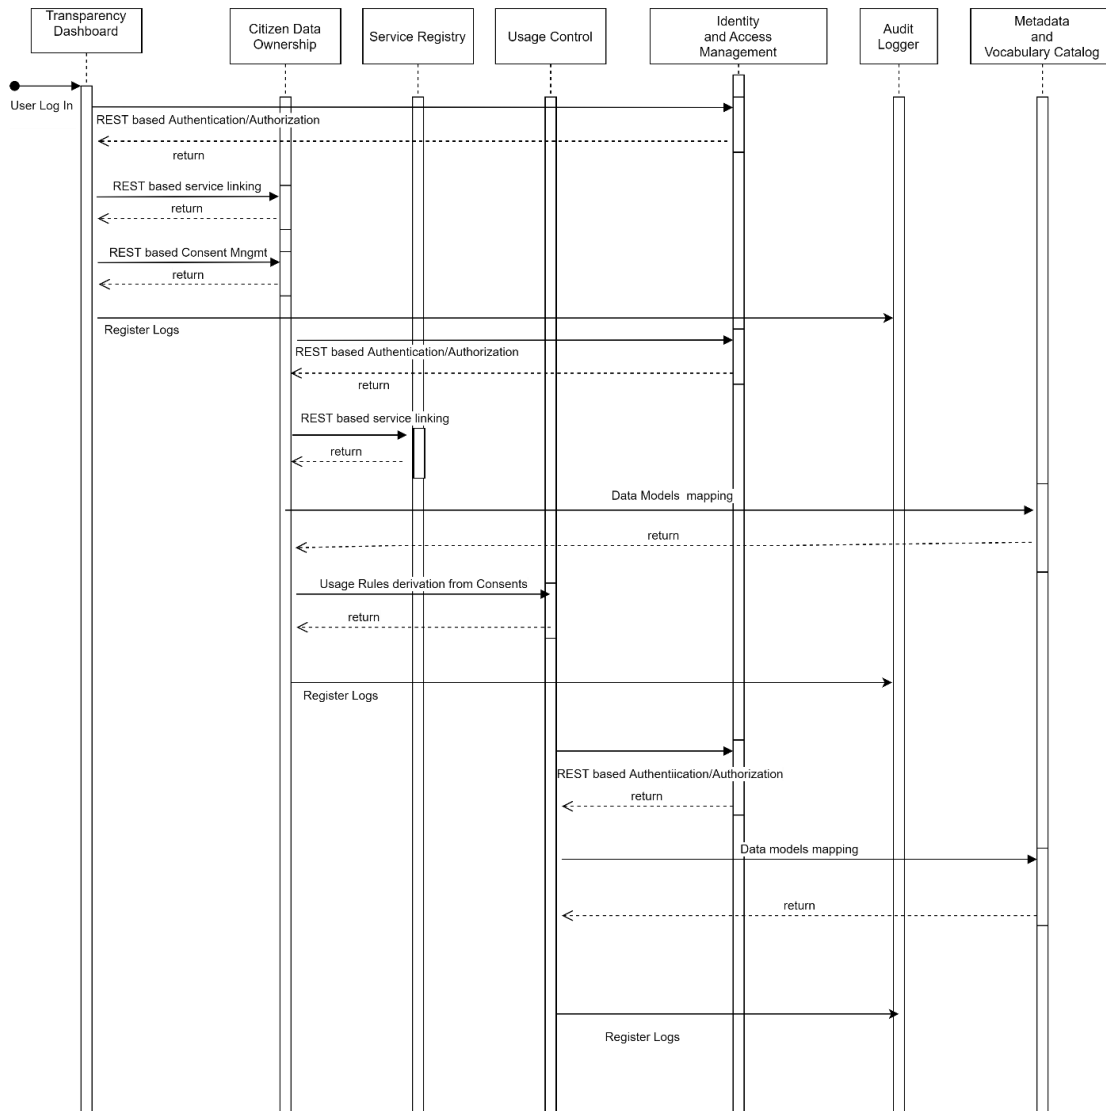 Transparency
Dashboard
Citizen Data
Ownership
Service Registry
Usage Control
Identity
and Access
Management
Audit
Logger
Metadata
and
Vocabulary Catalog
User Log In
REST based Authentication/Authorization
return
REST based service linking
return
REST based Consent Mngmt
return
Register Logs
REST based Authentication/Authorization
return
REST based service linking
return
Data Models mapping
return
Usage Rules derivation from Consents
return
Register Logs
REST based Authentiication/Authorization
return
Data models mapping
return
Register Logs